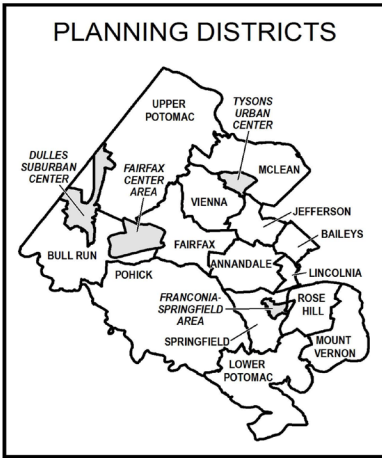 PLANNING DISTRICTS
UPPER
POTOMAC
TYSONS
URBAN
CENTER
DULLES
SUBURBAN
CENTER
FAIRFAX
CENTER
AREA
MCLEAN
VIENNA
JEFFERSON
BAILEYS
BULL RUN
FAIRFAX
ANNANDALE
POHICK
LINCOLNIA
FRANCONIA-
SPRINGFIELD
AREA
ROSE
HILL
SPRINGFIELD
MOUNT
VERNON
LOWER
POTOMAC